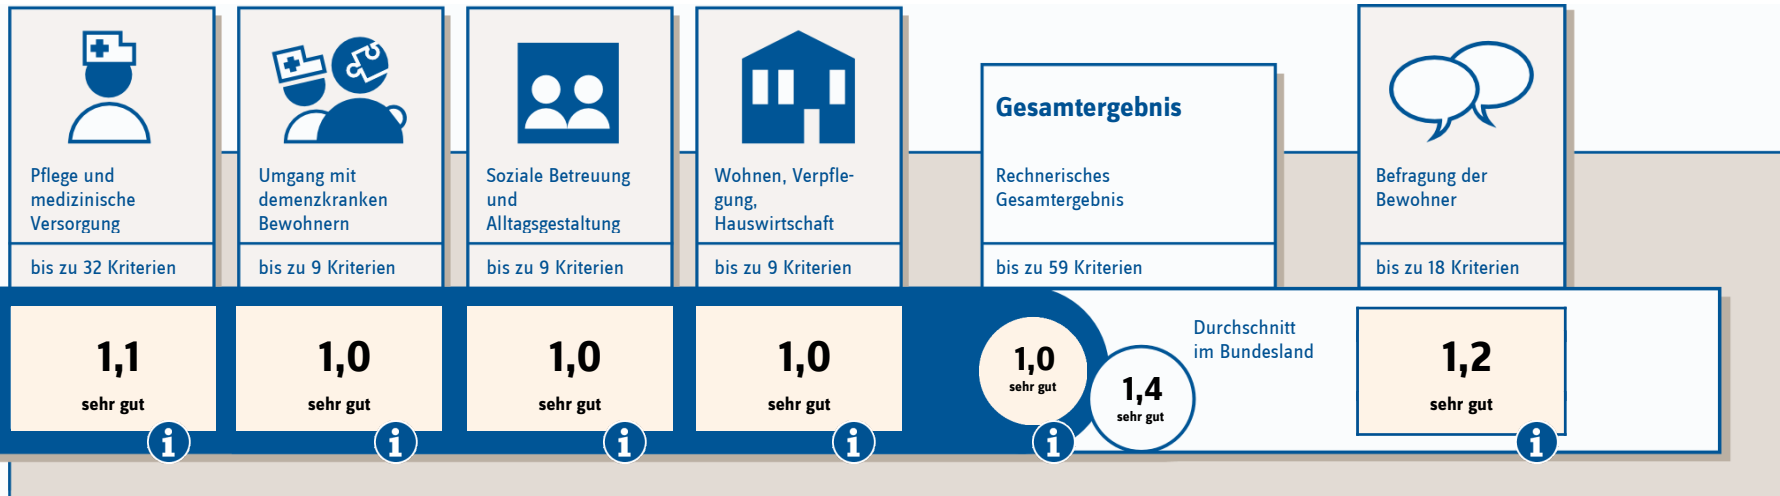 Pflege und
medizinische
Versorgung
bis zu 32 Kriterien
1,1
sehr gut
Umgang mit
demenzkranken
Bewohnern
bis zu 9 Kriterien
1,0
sehr gut
Soziale Betreuung
und
Alltagsgestaltung
bis zu 9 Kriterien
1,0
sehr gut
Wohnen, Verpfle-
gung,
Hauswirtschaft
bis zu 9 Kriterien
1,0
sehr gut
Gesamtergebnis
Rechnerisches
Gesamtergebnis
bis zu 59 Kriterien
1,0
sehr gut
1,4
sehr gut
Durchschnitt
im Bundesland
Befragung der
Bewohner
bis zu 18 Kriterien
1,2
sehr gut